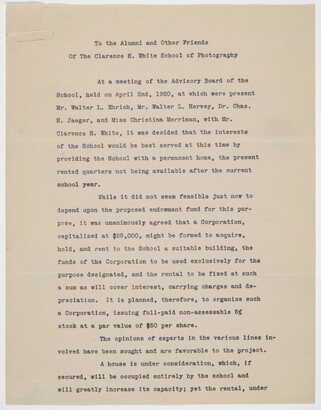 To the Alumni and Other Friends
Of The Clarence H. White School of Photography
At a meeting of the Advisory Board of the
School, held on April 2nd, 1920, at which were present
Mr. Walter L. Ehrich, Mr. Walter L. Hervey, Dr. Chas.
H. Jaeger, and Miss Christina Merriman, with Mr.
Clarence H. White, it was decided that the interests
of the School would be best served at this time by
providing the School with a permanent home, the present
rented quarters not being available after the current
school year.
While it did not seem feasible just now to
depend upon the proposed endowment fund for this pur-
pose, it was unanimously agreed that a Corporation,
capitalized at $25,000, might be formed to acquire,
hold, and rent to the School a suitable building, the
funds of the Corporation to be used exclusively for the
purpose designated, and the rental to be fixed at such
a sum as will cover interest, carrying charges and de-
preciation. It is planned, therefore, to organize such
a Corporation, issuing full-paid non-assessable 5%
stock at a par value of $50 per share.
The opinions of experts in the various lines in-
volved have been sought and are favorable to the project.
A house is under consideration, which, if
secured, will be occupied entirely by the school and
will greatly increase its capacity; yet the rental, under